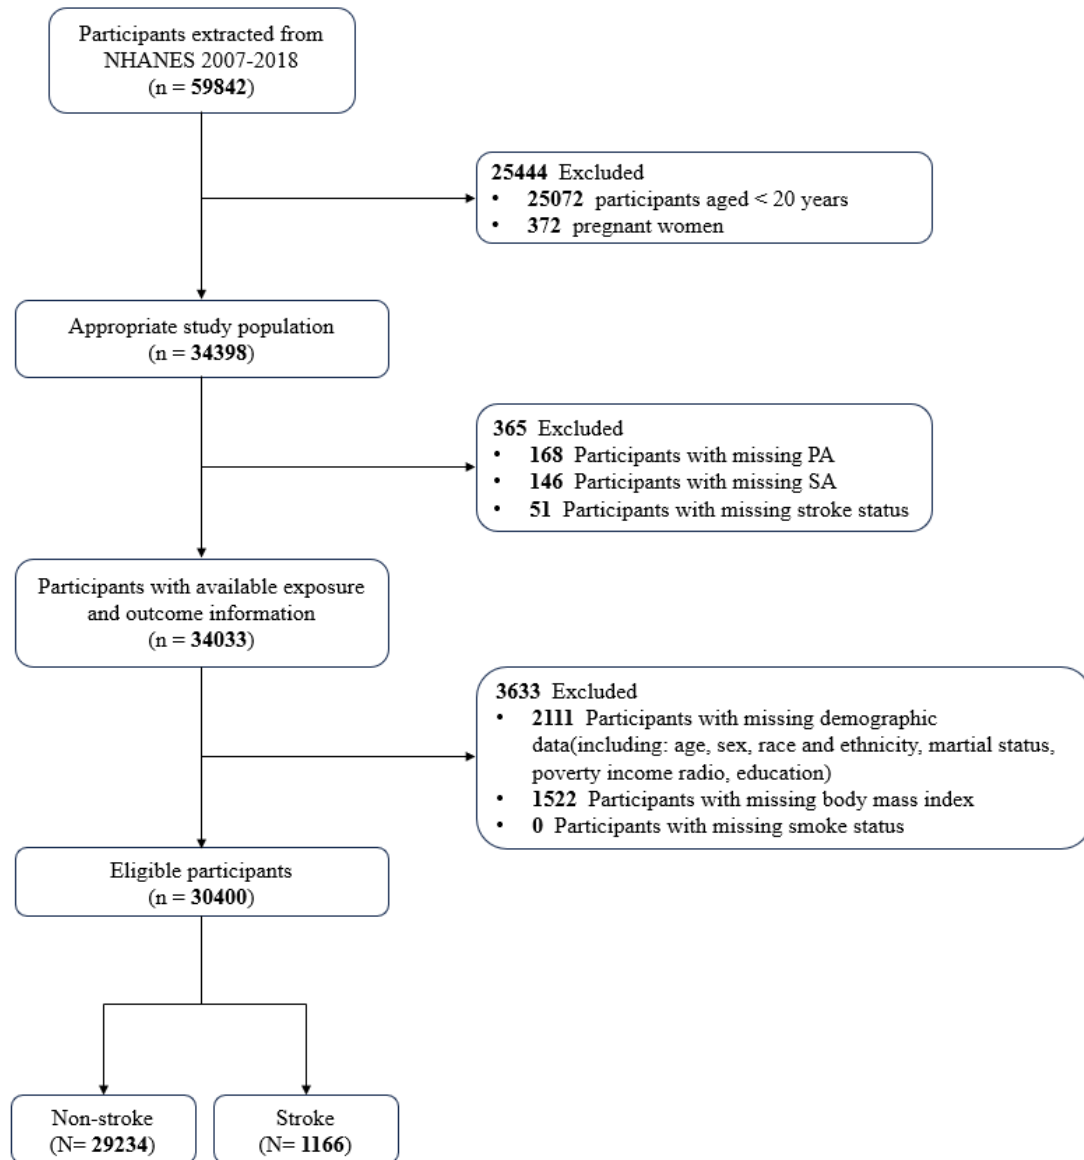 Participants extracted from
NHANES 2007-2018
(n = 59842)
25444 Excluded
• 25072 participants aged < 20 years
• 372 pregnant women
Appropriate study population
(n = 34398)
365 Excluded
• 168 Participants with missing PA
• 146 Participants with missing SA
• 51 Participants with missing stroke status
Participants with available exposure
and outcome information
(n = 34033)
3633 Excluded
• 2111 Participants with missing demographic
data(including: age, sex, race and ethnicity, martial status,
poverty income radio, education)
• 1522 Participants with missing body mass index
• 0 Participants with missing smoke status
Eligible participants
(n = 30400)
Non-stroke
(N= 29234)
Stroke
(N= 1166)